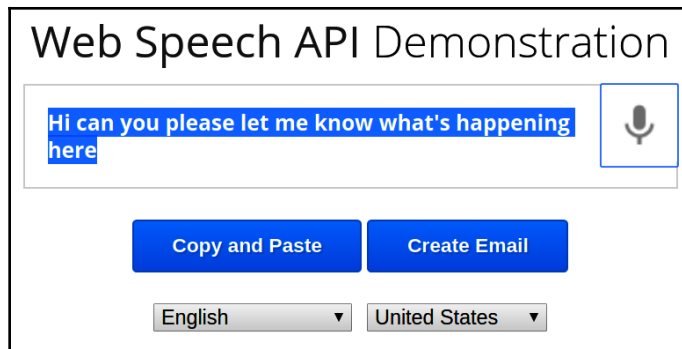 Web Speech API Demonstration
Hi can you please let me know what's happening
here
Copy and Paste
Create Email
English
United States